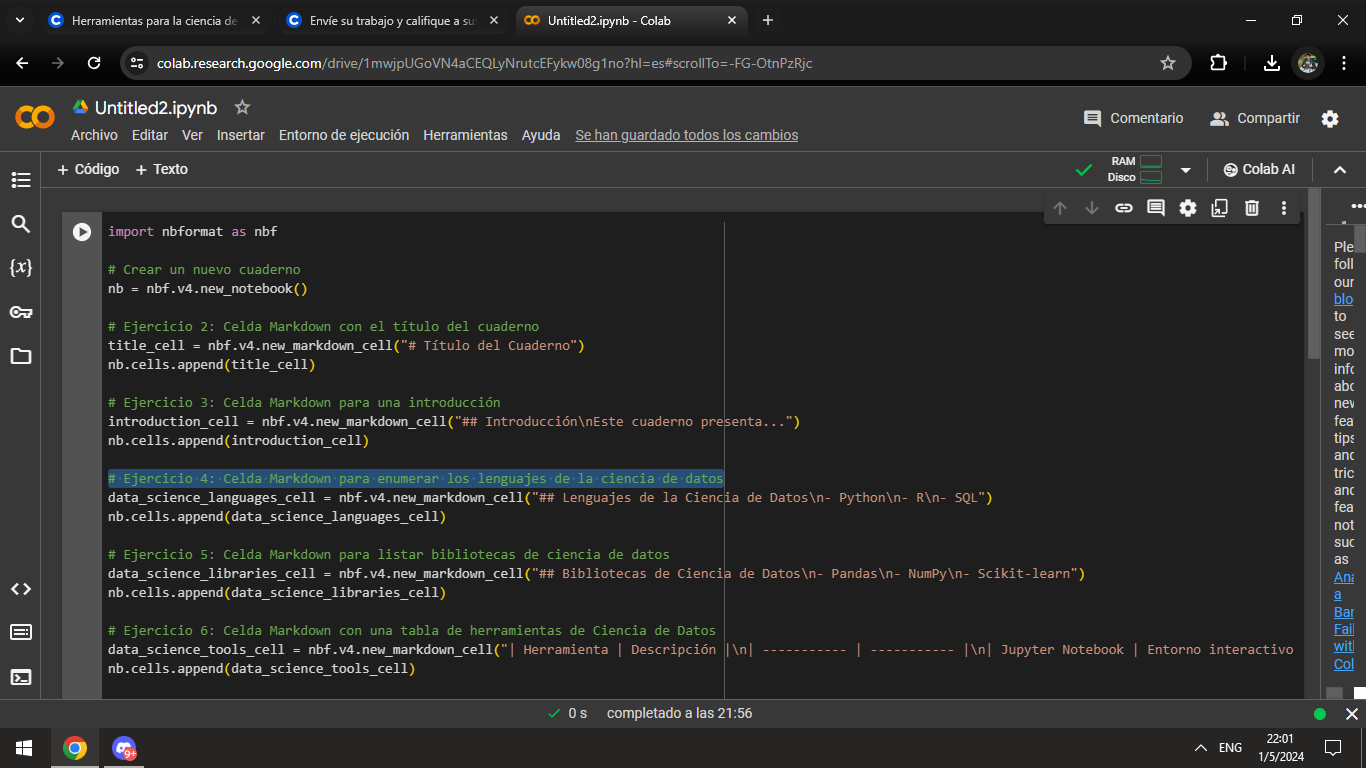 Herramientas para la ciencia de
Envíe su trabajo y califique a su
Untitled2.ipynb - Colab
colab.research.google.com/drive/1mwjpUGoVN4aCEQLyNrutcEFykw08g1no?hl=es#scrollTo=-FG-OtnPzRjc
Untitled2.ipynb
Comentario
Compartir
Archivo Editar Ver Insertar Entorno de ejecución Herramientas Ayuda Se han guardado todos los cambios
+ Código + Texto
RAM
Disco
Colab AI
import nbformat as nbf
# Crear un nuevo cuaderno
nb = nbf.v4.new_notebook()
# Ejercicio 2: Celda Markdown con el título del cuaderno
title_cell = nbf.v4.new_markdown_cell("# Título del Cuaderno")
nb.cells.append(title_cell)
# Ejercicio 3: Celda Markdown para una introducción
introduction_cell = nbf.v4.new_markdown_cell("## Introducción\nEste cuaderno presenta...")
nb.cells.append(introduction_cell)
# Ejercicio 4: Celda Markdown para enumerar los lenguajes de la ciencia de datos
data_science_languages_cell = nbf.v4.new_markdown_cell("## Lenguajes de la Ciencia de Datos\n- Python\n- R\n- SQL")
nb.cells.append(data_science_languages_cell)
# Ejercicio 5: Celda Markdown para listar bibliotecas de ciencia de datos
data_science_libraries_cell = nbf.v4.new_markdown_cell("## Bibliotecas de Ciencia de Datos\n- Pandas\n- NumPy\n- Scikit-learn")
nb.cells.append(data_science_libraries_cell)
# Ejercicio 6: Celda Markdown con una tabla de herramientas de Ciencia de Datos
data_science_tools_cell = nbf.v4.new_markdown_cell("| Herramienta | Descripción |\n| ----------- | ----------- |\n| Jupyter Notebook | Entorno interactivo
nb.cells.append(data_science_tools_cell)
Ple
foll
our
blo
to
see
mo
info
abo
new
fea
tips
and
tric
and
fea
not
suc
as
Ana
a
Bar
Fail
with
Col
0 s completado a las 21:56
9+
ENG
22:01
1/5/2024